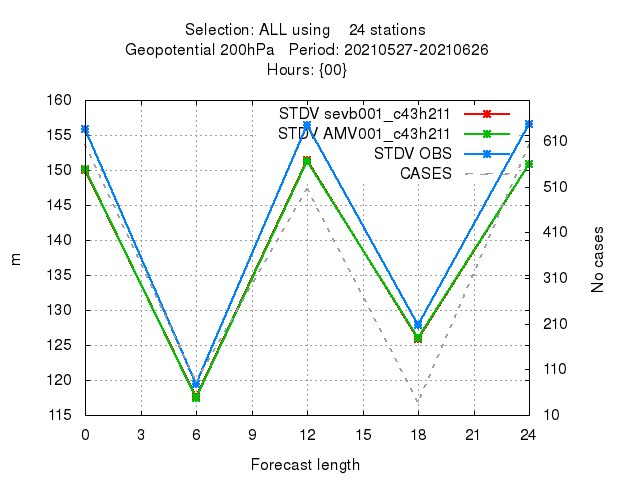 Selection: ALL using 24 stations
Geopotential 200hPa Period: 20210527-20210626
Hours: {00}
160
155
150
145
140
135
130
125
120
115
m
STDV sevb001_c43h211
STDV AMV001_c43h211
STDV OBS
CASES
610
510
410
310
210
110
10
No cases
0 3 6 9 12 15 18 21 24
Forecast length